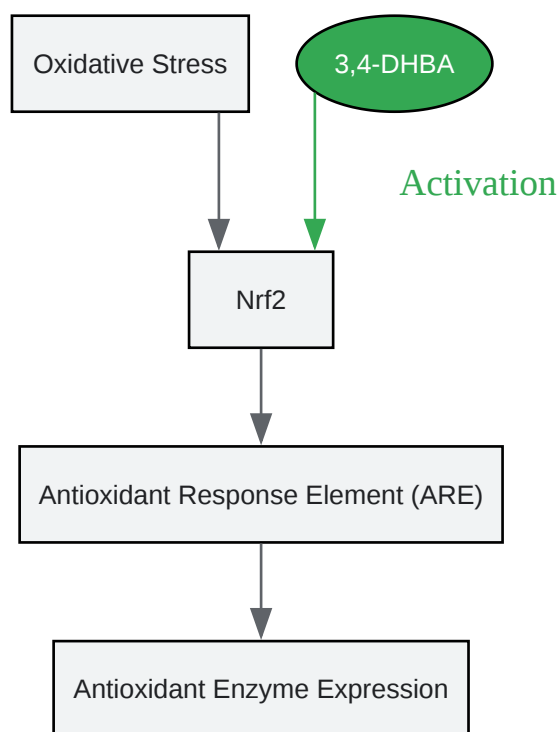 Oxidative Stress
3,4-DHBA
Activation
Nrf2
Antioxidant Response Element (ARE)
Antioxidant Enzyme Expression